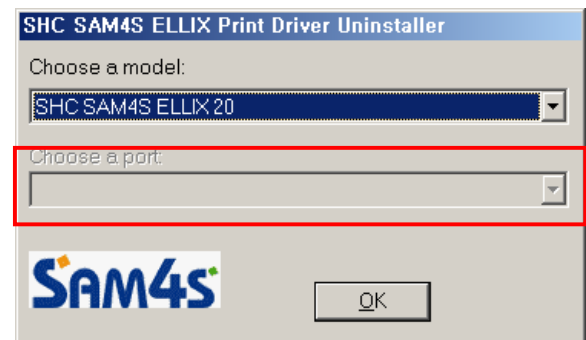 SHC SAM4S ELLIX Print Driver Uninstaller
Choose a model:
SHC SAM4S ELLIX 20
Choose a port:
SAM4S
OK